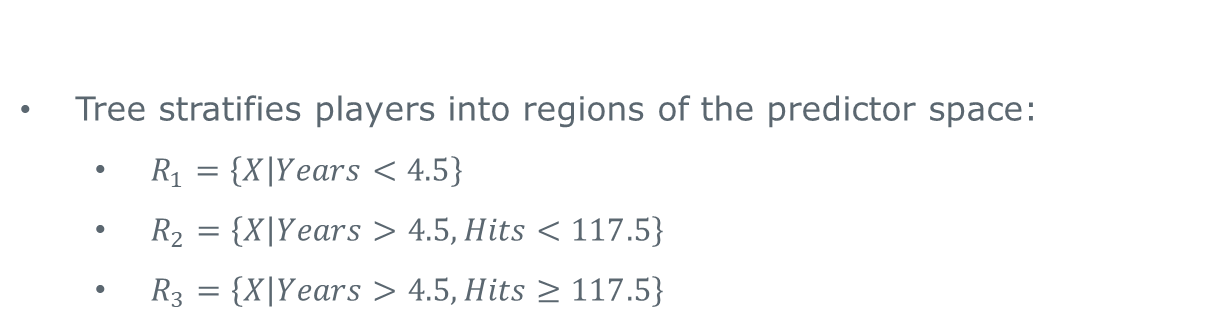 • Tree stratifies players into regions of the predictor space:
• R₁ = {X|Years < 4.5}
• R₂ = {X|Years > 4.5, Hits < 117.5}
• R₃ = {X|Years > 4.5, Hits ≥ 117.5}